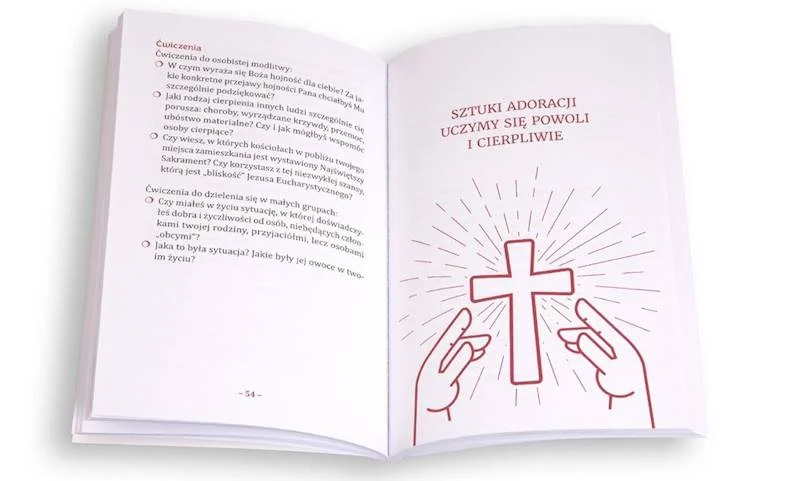 Ćwiczenia
Ćwiczenia do osobistej modlitwy:
W czym wyraża się Boża hojność dla ciebie? Za ja-
kie konkretne przejawy hojności Pana chciałbyś Mu
szczególnie podziękować?
Jaki rodzaj cierpienia innych ludzi szczególnie cię
porusza: choroby, wyrządzane krzywdy, przemoc,
ubóstwo materialne? Czy i jak mógłbyś wspomóc
osoby cierpiące?
Czy wiesz, w których kościołach w pobliżu twojego
miejsca zamieszkania jest wystawiony Najświętszy
Sakrament? Czy korzystasz z tej niezwykłej szansy,
którą jest „bliskość” Jezusa Eucharystycznego?
Ćwiczenia do dzielenia się w małych grupach:
Czy miałeś w życiu sytuację, w której doświadczy-
łeś dobra i życzliwości od osób, niebędących człon-
kami twojej rodziny, przyjaciółmi, lecz osobami
„obcymi”?
Jaka to była sytuacja? Jakie były jej owoce w two-
im życiu?
– 54 –
SZTUKI ADORACJI
UCZYMY SIĘ POWOLI
I CIERPLIWIE